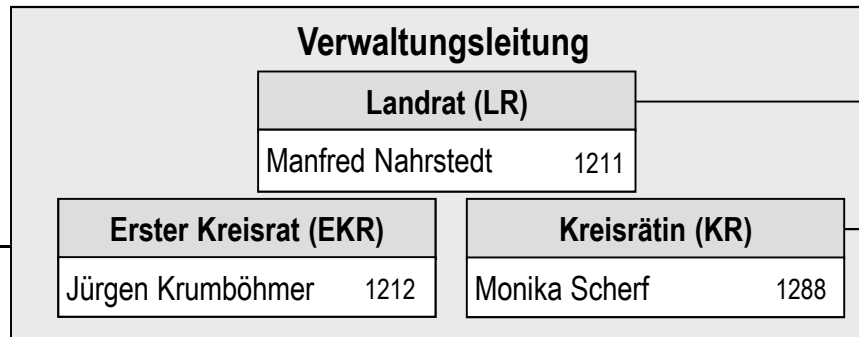 Verwaltungsleitung
Landrat (LR)
Manfred Nahrstedt 1211
Erster Kreisrat (EKR)
Jürgen Krumböhmer 1212
Kreisrätin (KR)
Monika Scherf 1288